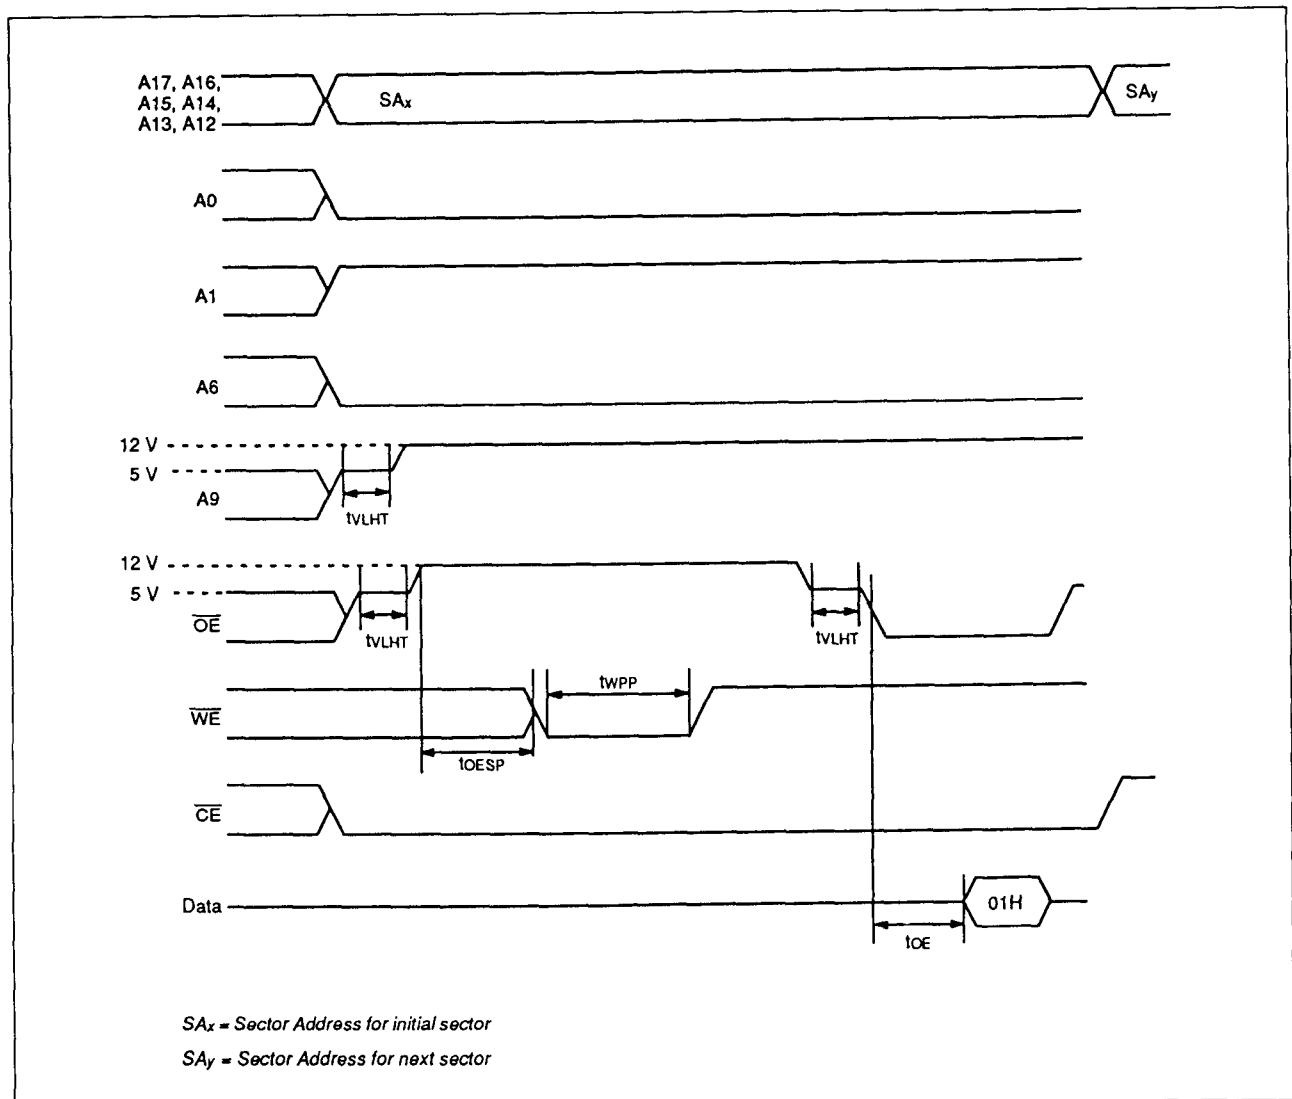 A17, A16,
A15, A14,
A13, A12
SAx
SAy
A0
A1
A6
12 V
5 V
A9
tVLHT
12 V
5 V
OE
tVLHT
tVLHT
WE
tWPP
tOESP
CE
Data
01H
tOE
SAx = Sector Address for initial sector
SAy = Sector Address for next sector